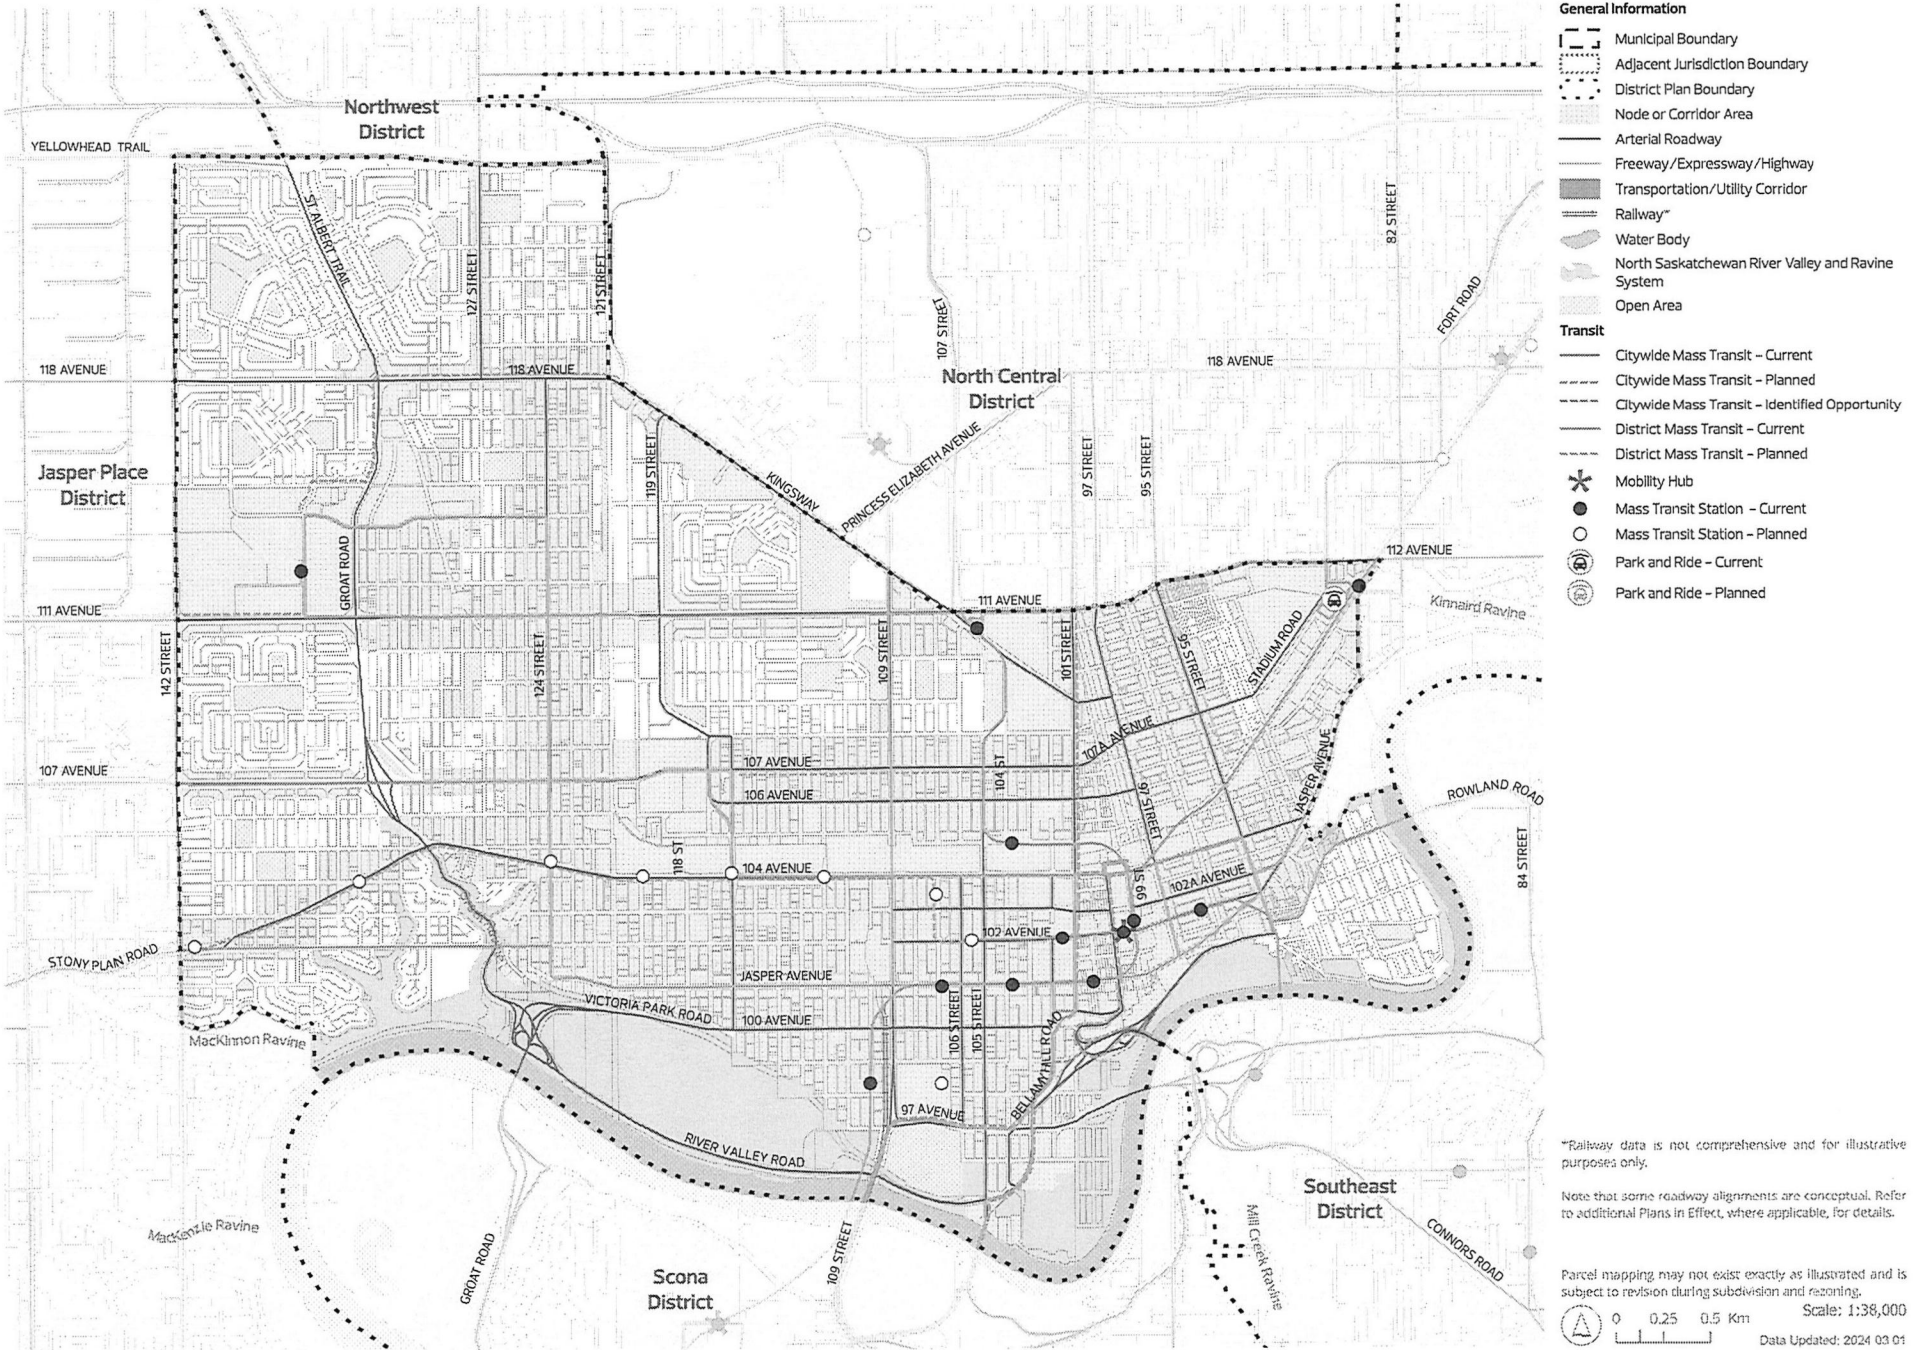 General Information
Municipal Boundary
Adjacent Jurisdiction Boundary
District Plan Boundary
Node or Corridor Area
Arterial Roadway
Freeway/Expressway/Highway
Transportation/Utility Corridor
Railway*
Water Body
North Saskatchewan River Valley and Ravine
System
Open Area
Transit
Citywide Mass Transit – Current
Citywide Mass Transit – Planned
Citywide Mass Transit – Identified Opportunity
District Mass Transit – Current
District Mass Transit – Planned
Mobility Hub
Mass Transit Station – Current
Mass Transit Station – Planned
Park and Ride – Current
Park and Ride – Planned
Northwest
District
YELLOWHEAD TRAIL
ST. ALBERT TRAIL
127 STREET
121 STREET
82 STREET
FORT ROAD
107 STREET
118 AVENUE
118 AVENUE
118 AVENUE
North Central
District
Jasper Place
District
119 STREET
KINGSWAY
PRINCESS ELIZABETH AVENUE
97 STREET
95 STREET
112 AVENUE
GROAT ROAD
111 AVENUE
111 AVENUE
Kinnaird Ravine
142 STREET
124 STREET
109 STREET
101 STREET
95 STREET
STADIUM ROAD
107A AVENUE
107 AVENUE
107 AVENUE
104 ST
JASPER AVENUE
106 AVENUE
97 STREET
ROWLAND ROAD
84 STREET
118 ST
104 AVENUE
99 ST
102A AVENUE
102 AVENUE
STONY PLAN ROAD
JASPER AVENUE
VICTORIA PARK ROAD
100 AVENUE
106 STREET
105 STREET
BELLAMY HILL ROAD
MacKinnon Ravine
97 AVENUE
RIVER VALLEY ROAD
MacKenzie Ravine
GROAT ROAD
109 STREET
Scona
District
Southeast
District
Mill Creek Ravine
CONNORS ROAD
*Railway data is not comprehensive and for illustrative
purposes only.
Note that some roadway alignments are conceptual. Refer
to additional Plans in Effect, where applicable, for details.
Parcel mapping may not exist exactly as illustrated and is
subject to revision during subdivision and rezoning.
Scale: 1:38,000
0 0.25 0.5 Km
Data Updated: 2024 03 01